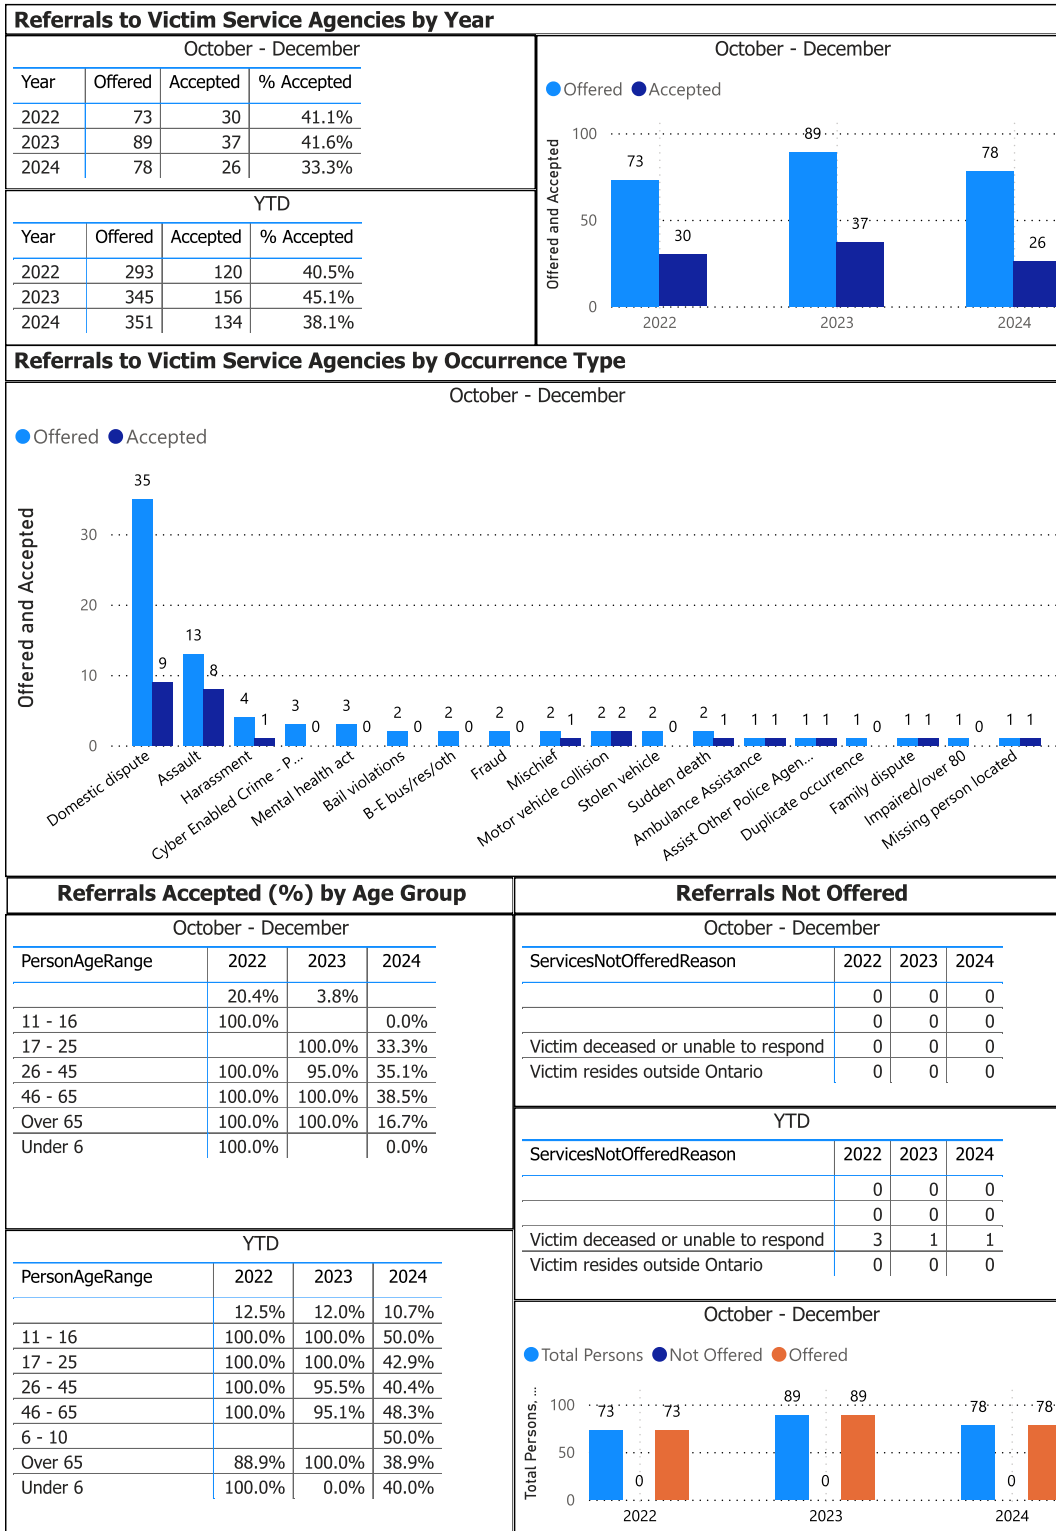 Referrals to Victim Service Agencies by Year
October - December
Year Offered Accepted % Accepted
2022 73 30 41.1%
2023 89 37 41.6%
2024 78 26 33.3%
YTD
Year Offered Accepted % Accepted
2022 293 120 40.5%
2023 345 156 45.1%
2024 351 134 38.1%
October - December
Offered Accepted
Offered and Accepted
100
50
0
73 30 89 37 78 26
2022 2023 2024
Referrals to Victim Service Agencies by Occurrence Type
October - December
Offered Accepted
Offered and Accepted
30
20
10
0
35 9 13 8 4 1 3 0 3 0 2 0 2 0 2 0 2 1 2 2 2 0 2 1 1 1 1 1 1 0 1 1 1 0 1 1
Domestic dispute
Assault
Harassment
Cyber Enabled Crime - P...
Mental health act
Bail violations
B-E bus/res/oth
Fraud
Mischief
Motor vehicle collision
Stolen vehicle
Sudden death
Ambulance Assistance
Assist Other Police Agen...
Duplicate occurrence
Family dispute
Impaired/over 80
Missing person located
Referrals Accepted (%) by Age Group
October - December
PersonAgeRange 2022 2023 2024
20.4% 3.8%
11 - 16 100.0% 0.0%
17 - 25 100.0% 33.3%
26 - 45 100.0% 95.0% 35.1%
46 - 65 100.0% 100.0% 38.5%
Over 65 100.0% 100.0% 16.7%
Under 6 100.0% 0.0%
YTD
PersonAgeRange 2022 2023 2024
12.5% 12.0% 10.7%
11 - 16 100.0% 100.0% 50.0%
17 - 25 100.0% 100.0% 42.9%
26 - 45 100.0% 95.5% 40.4%
46 - 65 100.0% 95.1% 48.3%
6 - 10 50.0%
Over 65 88.9% 100.0% 38.9%
Under 6 100.0% 0.0% 40.0%
Referrals Not Offered
October - December
ServicesNotOfferedReason 2022 2023 2024
0 0 0
0 0 0
Victim deceased or unable to respond 0 0 0
Victim resides outside Ontario 0 0 0
YTD
ServicesNotOfferedReason 2022 2023 2024
0 0 0
0 0 0
Victim deceased or unable to respond 3 1 1
Victim resides outside Ontario 0 0 0
October - December
Total Persons Not Offered Offered
Total Persons, ...
100
50
0
73 0 73 89 0 89 78 0 78
2022 2023 2024